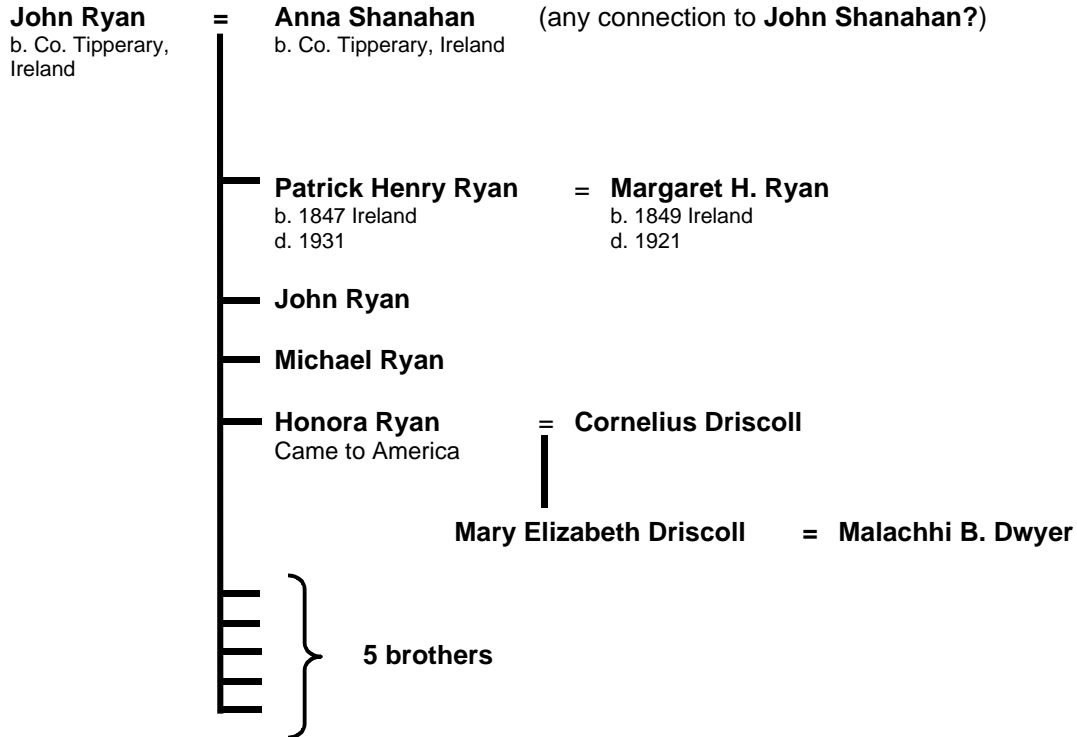 John Ryan = Anna Shanahan (any connection to John Shanahan?)
b. Co. Tipperary, b. Co. Tipperary, Ireland
Ireland
Patrick Henry Ryan = Margaret H. Ryan
b. 1847 Ireland b. 1849 Ireland
d. 1931 d. 1921
John Ryan
Michael Ryan
Honora Ryan = Cornelius Driscoll
Came to America
Mary Elizabeth Driscoll = Malachhi B. Dwyer
5 brothers